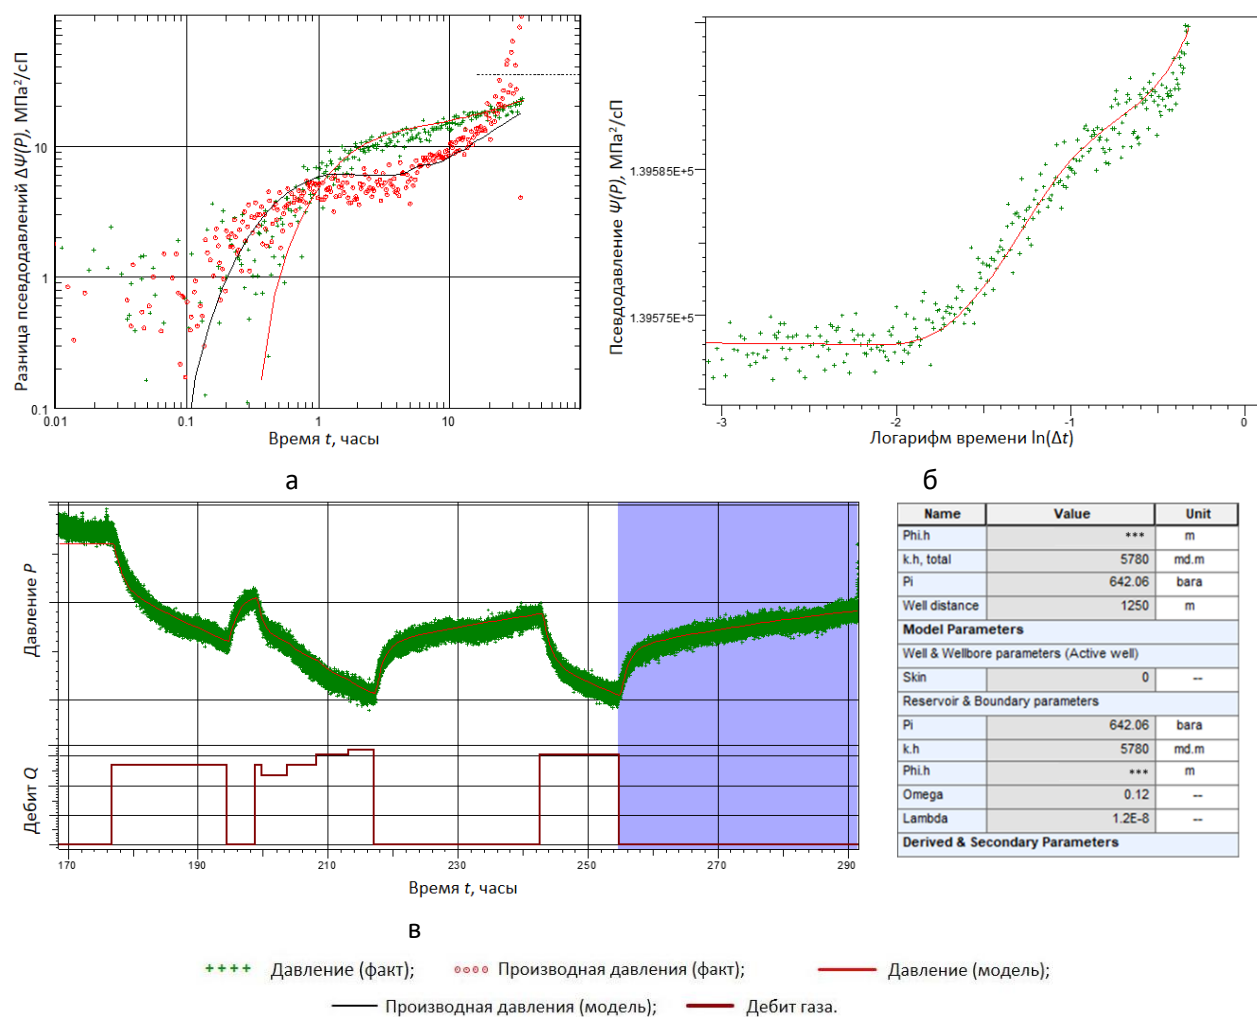 Разница псевдодавлений ΔΨ(P), МПа²/сП
10
1
0.1
0.01
0.1
1
10
Время t, часы
а
Псевдодавление Ψ(P), МПа²/сП
1.39585E+5
1.39575E+5
-3
-2
-1
0
Логарифм времени ln(Δt)
б
Давление P
Дебит Q
170
190
210
230
250
270
290
Время t, часы
в
Name Value Unit
Phi.h *** m
k.h, total 5780 md.m
Pi 642.06 bara
Well distance 1250 m
Model Parameters
Well & Wellbore parameters (Active well)
Skin 0 --
Reservoir & Boundary parameters
Pi 642.06 bara
k.h 5780 md.m
Phi.h *** m
Omega 0.12 --
Lambda 1.2E-8 --
Derived & Secondary Parameters
Давление (факт); Производная давления (факт); Давление (модель);
Производная давления (модель); Дебит газа.